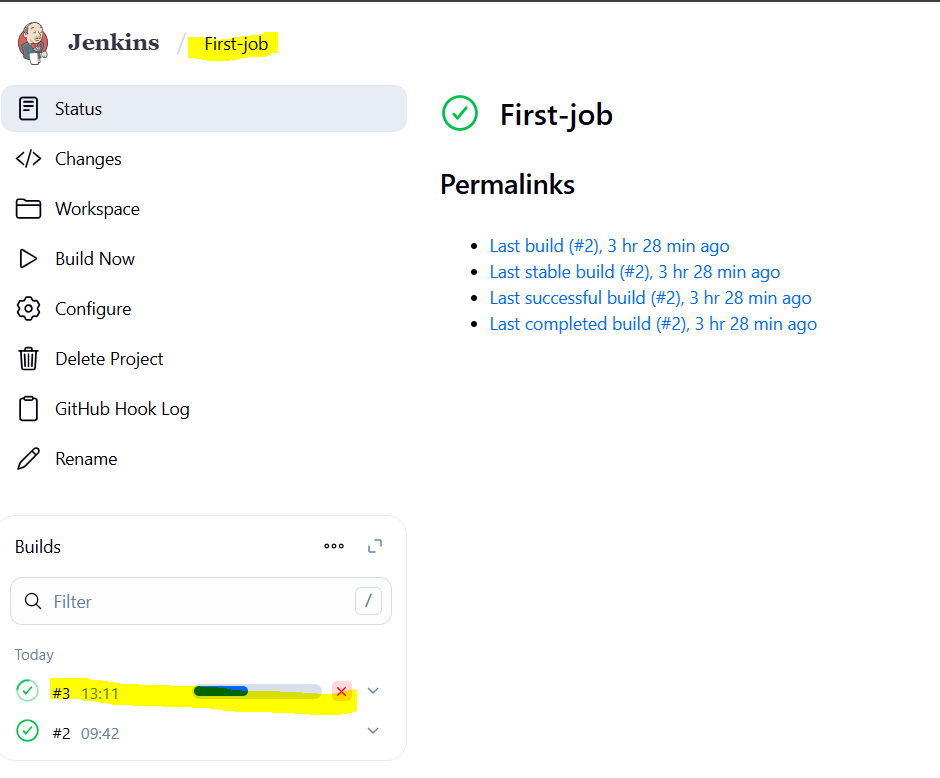 Jenkins / First-job
Status
Changes
Workspace
Build Now
Configure
Delete Project
GitHub Hook Log
Rename
Builds
Filter /
Today
#3 13:11
#2 09:42
First-job
Permalinks
Last build (#2), 3 hr 28 min ago
Last stable build (#2), 3 hr 28 min ago
Last successful build (#2), 3 hr 28 min ago
Last completed build (#2), 3 hr 28 min ago